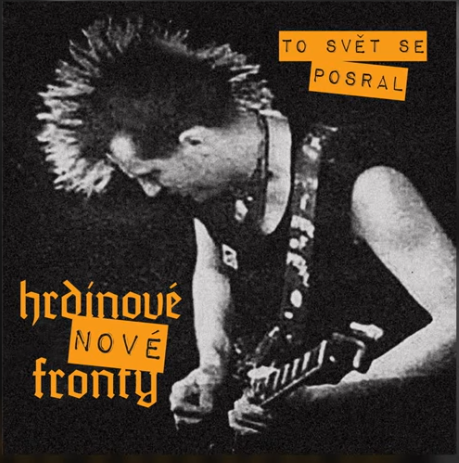 TO SVĚT SE
POSRAL
hrdinové
NOVÉ
fronty